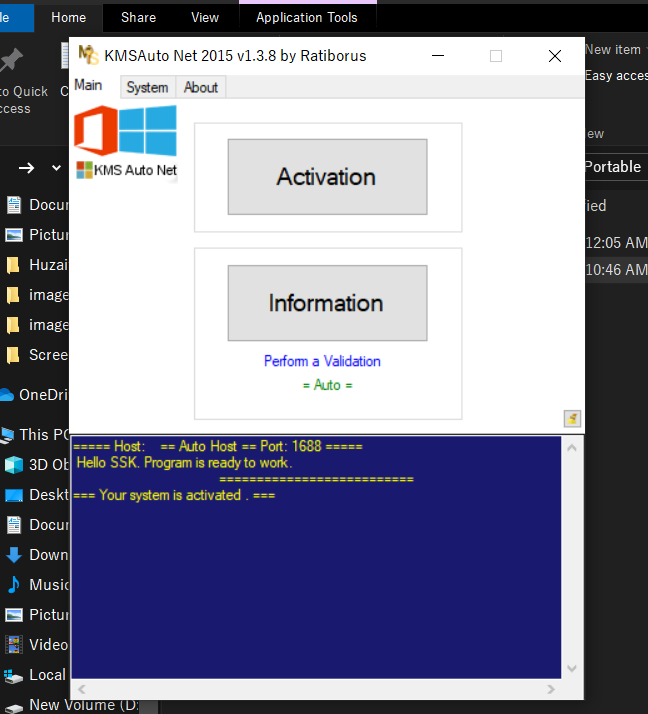 le
Home
Share
View
Application Tools
KMSAuto Net 2015 v1.3.8 by Ratiborus
New item
Easy acces
to Quick
ccess
C
ew
Main
System
About
KMS Auto Net
Activation
Portable
ied
12:05 AM
10:46 AM
Information
Perform a Validation
= Auto =
Docur
Pictur
Huzai
image
image
Scree
OneDri
This PC
3D Ob
Deskt
Docur
Down
Music
Pictur
Video
Local
New Volume (D:
===== Host: == Auto Host == Port: 1688 =====
Hello SSK. Program is ready to work.
==========================
=== Your system is activated . ===